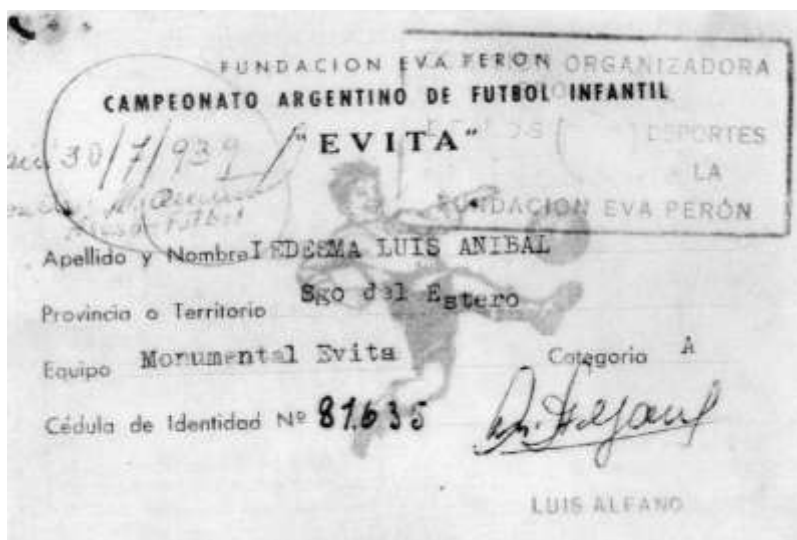 FUNDACION EVA PERON ORGANIZADORA
CAMPEONATO ARGENTINO DE FUTBOL INFANTIL
"EVITA"
30/7/939
DEPORTES
LA
FUNDACION EVA PERÓN
Apellido y Nombre LEDESMA LUIS ANIBAL
Provincia o Territorio Sgo del Estero
Equipo Monumental Evita Categoria A
Cédula de Identidad Nº 87.635
LUIS ALFANO